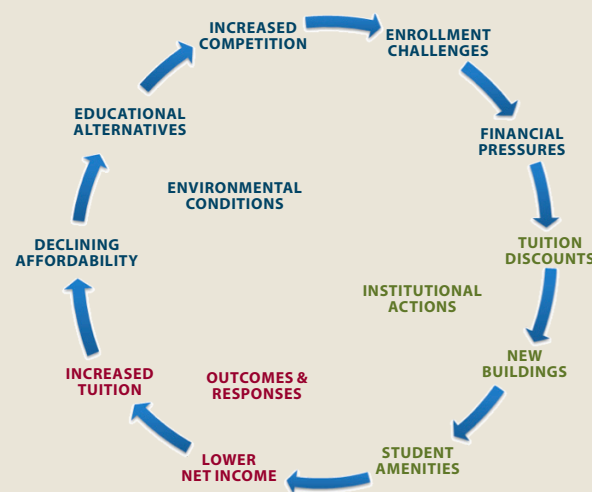 INCREASED
COMPETITION
ENROLLMENT
CHALLENGES
FINANCIAL
PRESSURES
TUITION
DISCOUNTS
NEW
BUILDINGS
STUDENT
AMENITIES
LOWER
NET INCOME
INCREASED
TUITION
DECLINING
AFFORDABILITY
EDUCATIONAL
ALTERNATIVES
ENVIRONMENTAL
CONDITIONS
INSTITUTIONAL
ACTIONS
OUTCOMES &
RESPONSES